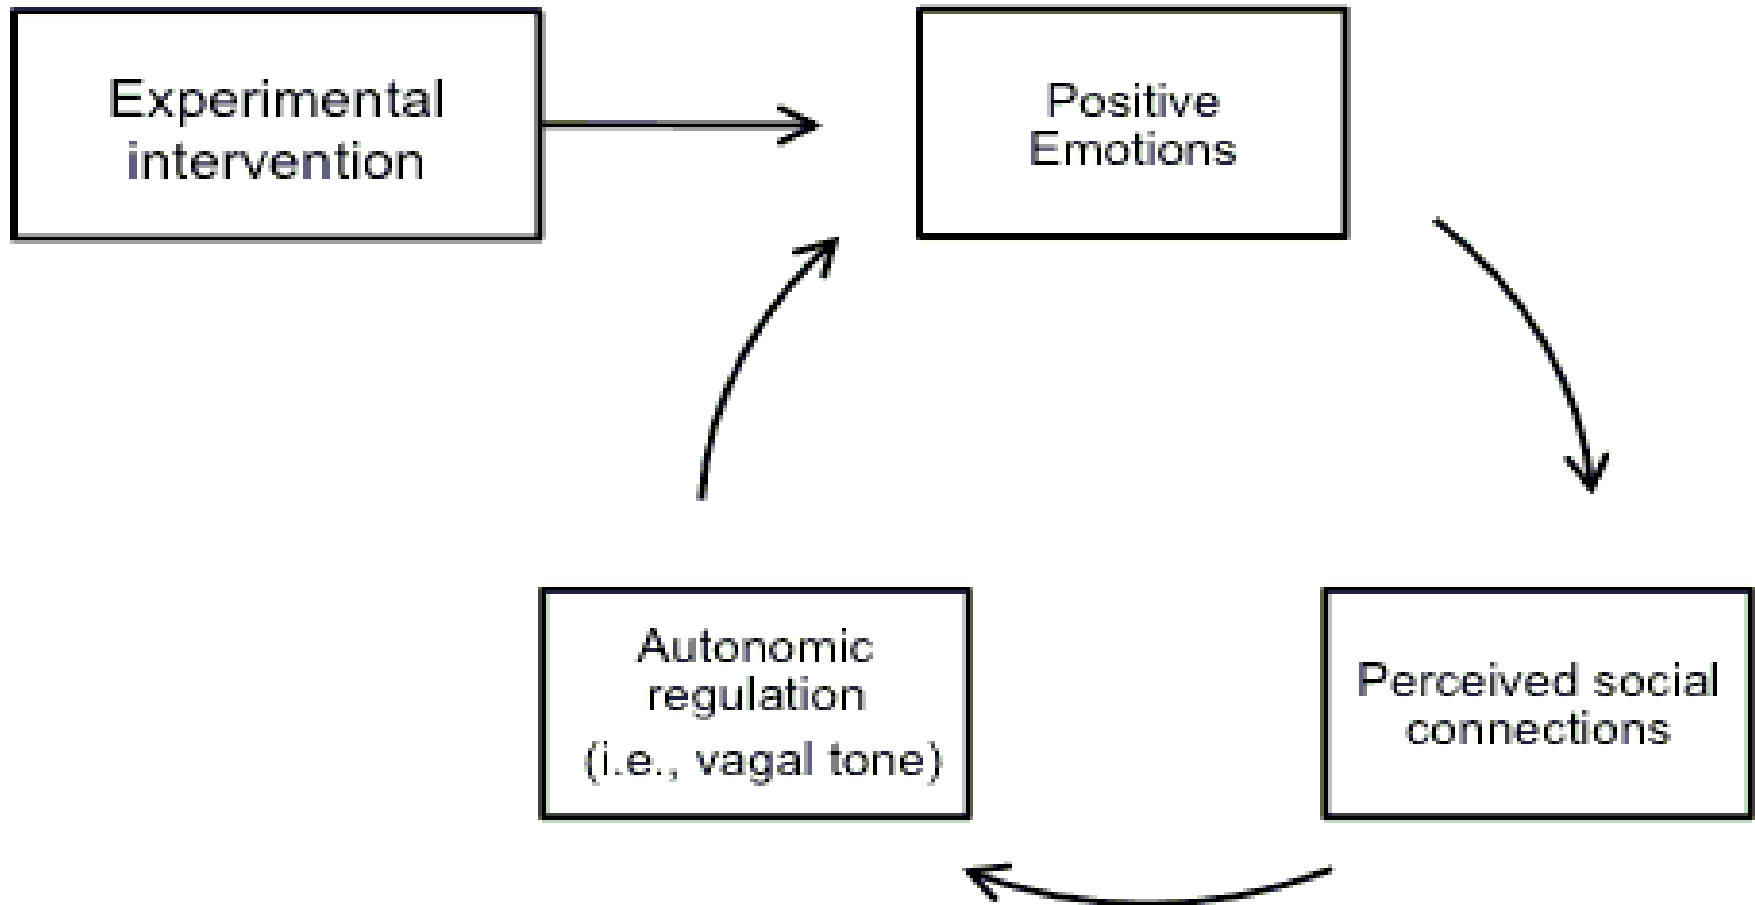 Experimental
intervention
Positive
Emotions
Autonomic
regulation
(i.e., vagal tone)
Perceived social
connections